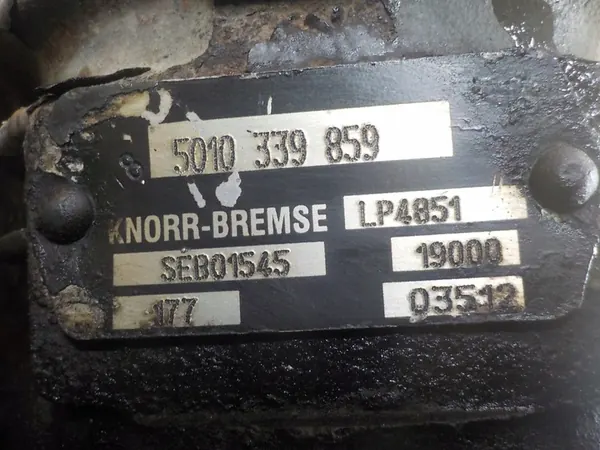 8 5010 339 859
KNORR-BREMSE LP4851
SEB01545 19000
177 03512